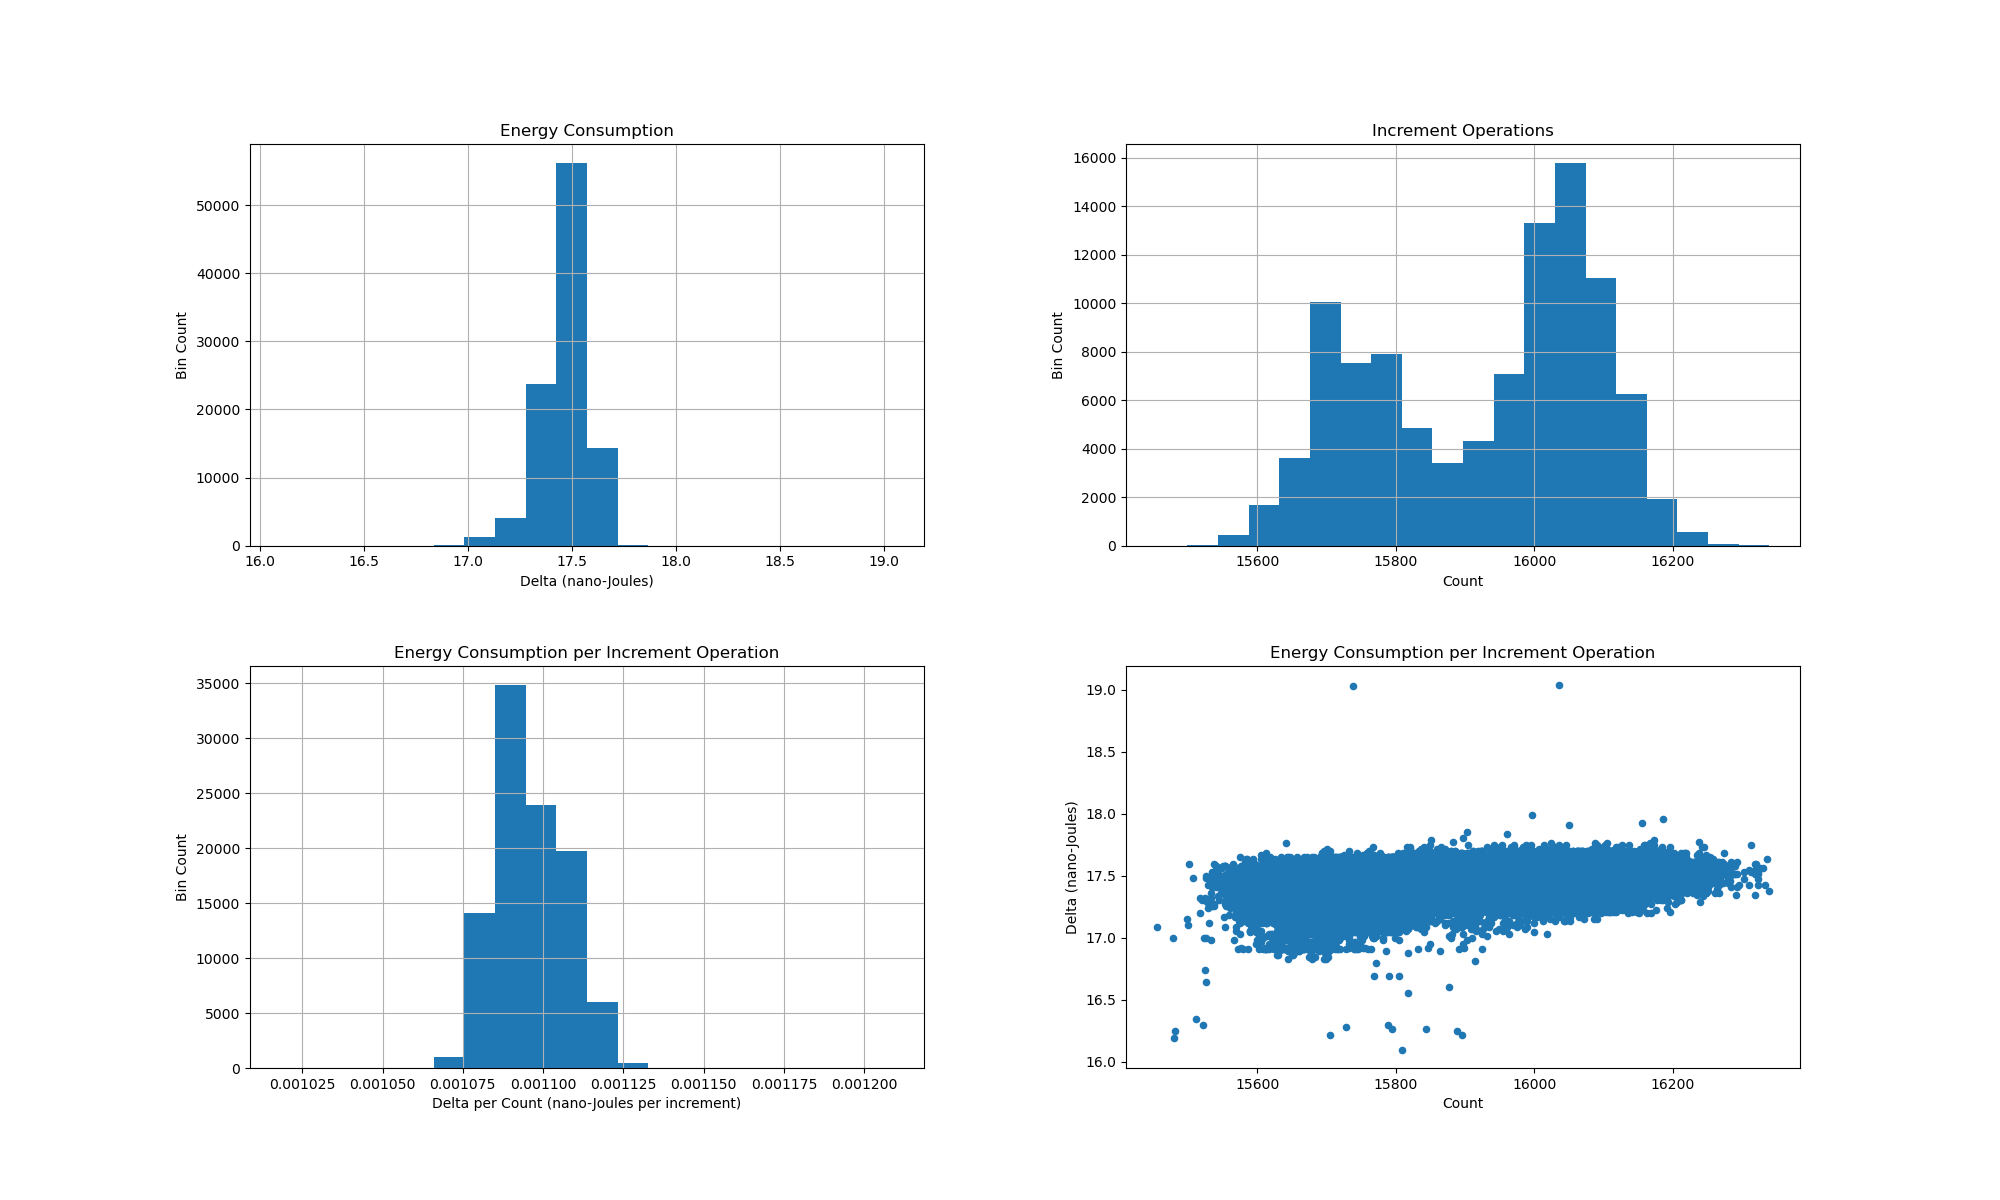 Energy Consumption
50000
40000
30000
20000
10000
0
Bin Count
16.0 16.5 17.0 17.5 18.0 18.5 19.0
Delta (nano-Joules)
Increment Operations
16000
14000
12000
10000
8000
6000
4000
2000
0
Bin Count
15600 15800 16000 16200
Count
Energy Consumption per Increment Operation
35000
30000
25000
20000
15000
10000
5000
0
Bin Count
0.001025 0.001050 0.001075 0.001100 0.001125 0.001150 0.001175 0.001200
Delta per Count (nano-Joules per increment)
Energy Consumption per Increment Operation
19.0
18.5
18.0
17.5
17.0
16.5
16.0
Delta (nano-Joules)
15600 15800 16000 16200
Count